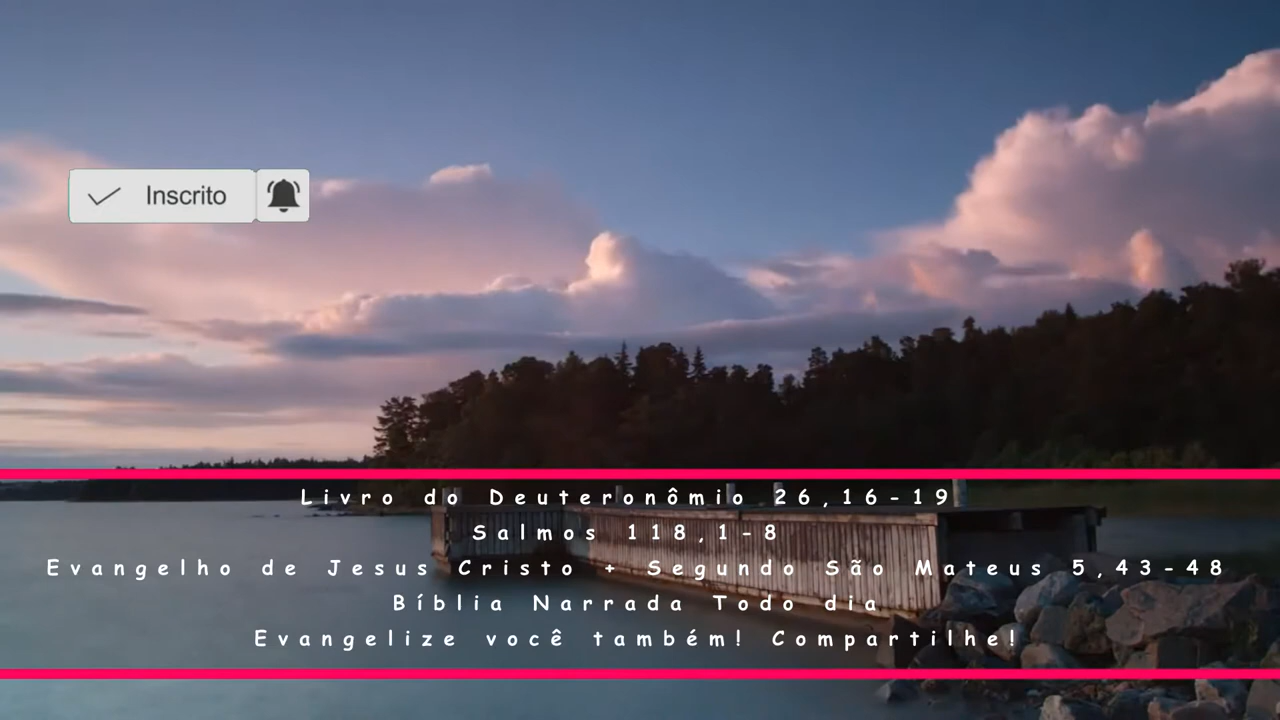 Inscrito
Livro do Deuteronômio 26,16-19
Salmos 118,1-8
Evangelho de Jesus Cristo + Segundo São Mateus 5,43-48
Bíblia Narrada Todo dia
Evangelize você também! Compartilhe!